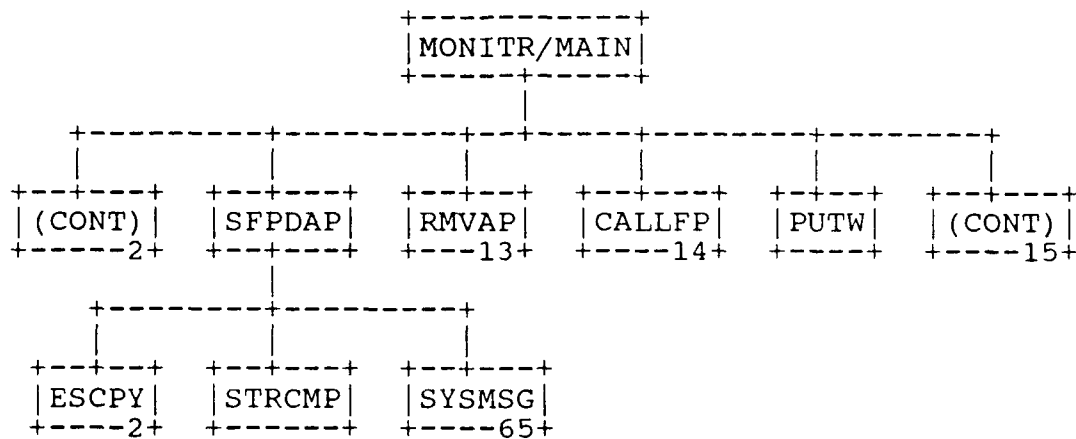 MONITR/MAIN
(CONT) SFPDAP RMVAP CALLFP PUTW (CONT)
2 13 14 15
ESCPY STRCMP SYSMSG
2 65